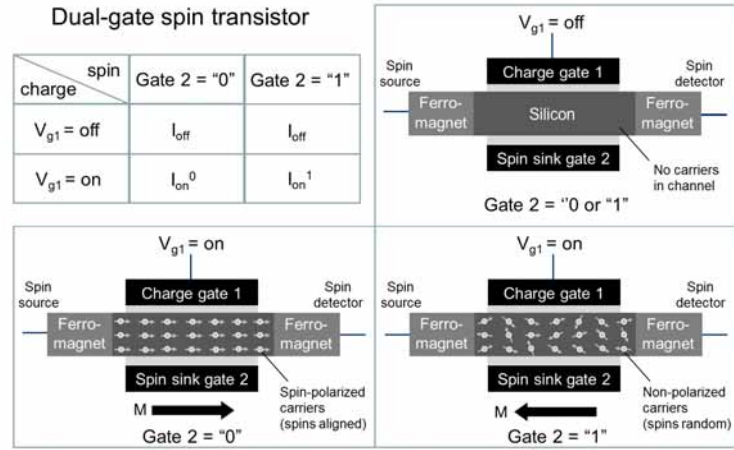 Dual-gate spin transistor
spin
charge
Gate 2 = "0"
Gate 2 = "1"
Vg1 = off
Ioff
Ioff
Vg1 = on
Ion0
Ion1
Vg1 = off
Spin
source
Charge gate 1
Spin
detector
Ferro-
magnet
Silicon
Ferro-
magnet
Spin sink gate 2
No carriers
in channel
Gate 2 = "0 or "1"
Vg1 = on
Spin
source
Charge gate 1
Spin
detector
Ferro-
magnet
Ferro-
magnet
Spin sink gate 2
Spin-polarized
carriers
(spins aligned)
M
Gate 2 = "0"
Vg1 = on
Spin
source
Charge gate 1
Spin
detector
Ferro-
magnet
Ferro-
magnet
Spin sink gate 2
Non-polarized
carriers
(spins random)
M
Gate 2 = "1"